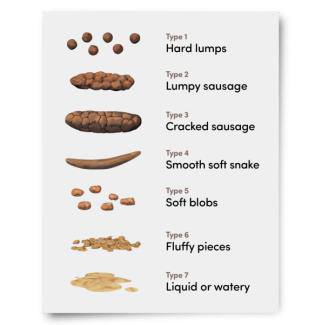 Type 1
Hard lumps
Type 2
Lumpy sausage
Type 3
Cracked sausage
Type 4
Smooth soft snake
Type 5
Soft blobs
Type 6
Fluffy pieces
Type 7
Liquid or watery